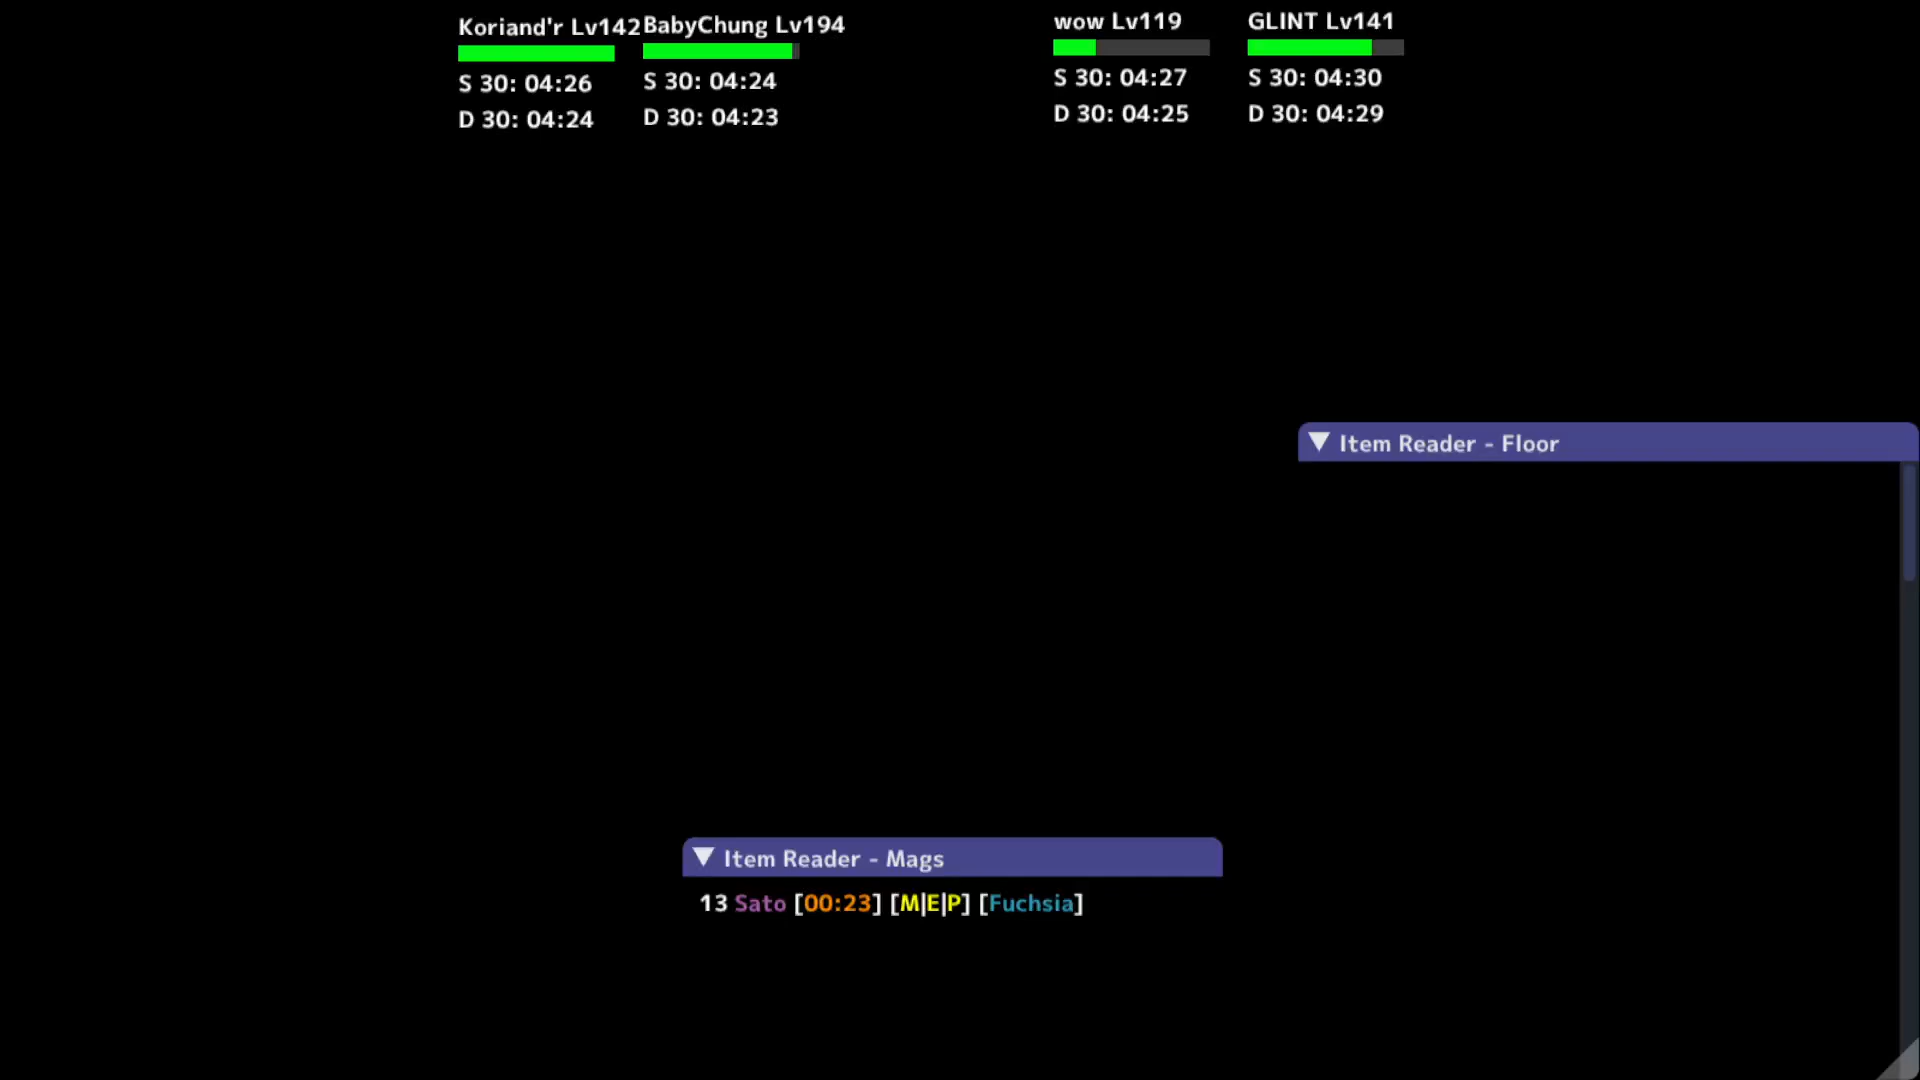 Koriand'r Lv142
S 30: 04:26
D 30: 04:24
BabyChung Lv194
S 30: 04:24
D 30: 04:23
wow Lv119
S 30: 04:27
D 30: 04:25
GLINT Lv141
S 30: 04:30
D 30: 04:29
Item Reader - Floor
Item Reader - Mags
13 Sato [00:23] [M|E|P] [Fuchsia]